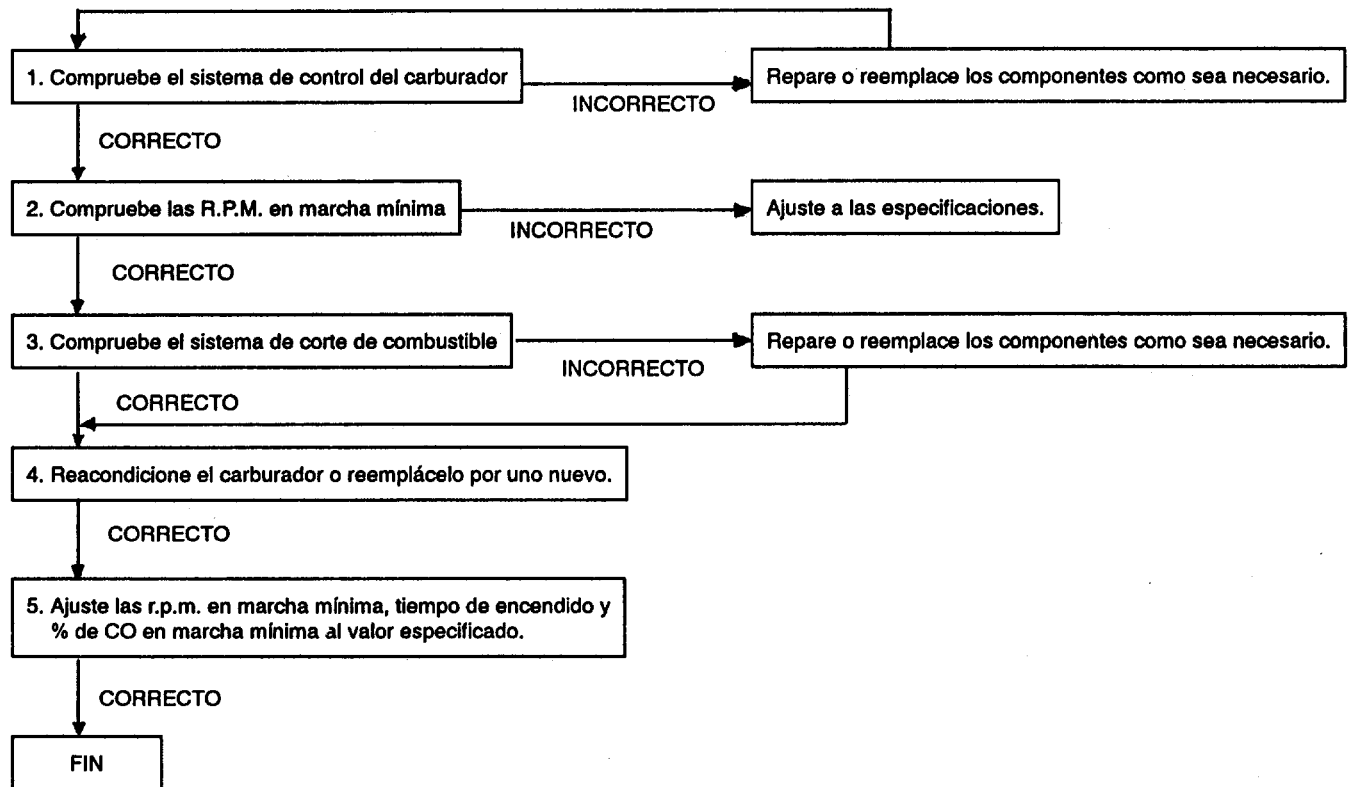 1. Compruebe el sistema de control del carburador
INCORRECTO
Repare o reemplace los componentes como sea necesario.
CORRECTO
2. Compruebe las R.P.M. en marcha mínima
INCORRECTO
Ajuste a las especificaciones.
CORRECTO
3. Compruebe el sistema de corte de combustible
INCORRECTO
Repare o reemplace los componentes como sea necesario.
CORRECTO
4. Reacondicione el carburador o reemplácelo por uno nuevo.
CORRECTO
5. Ajuste las r.p.m. en marcha mínima, tiempo de encendido y
% de CO en marcha mínima al valor especificado.
CORRECTO
FIN